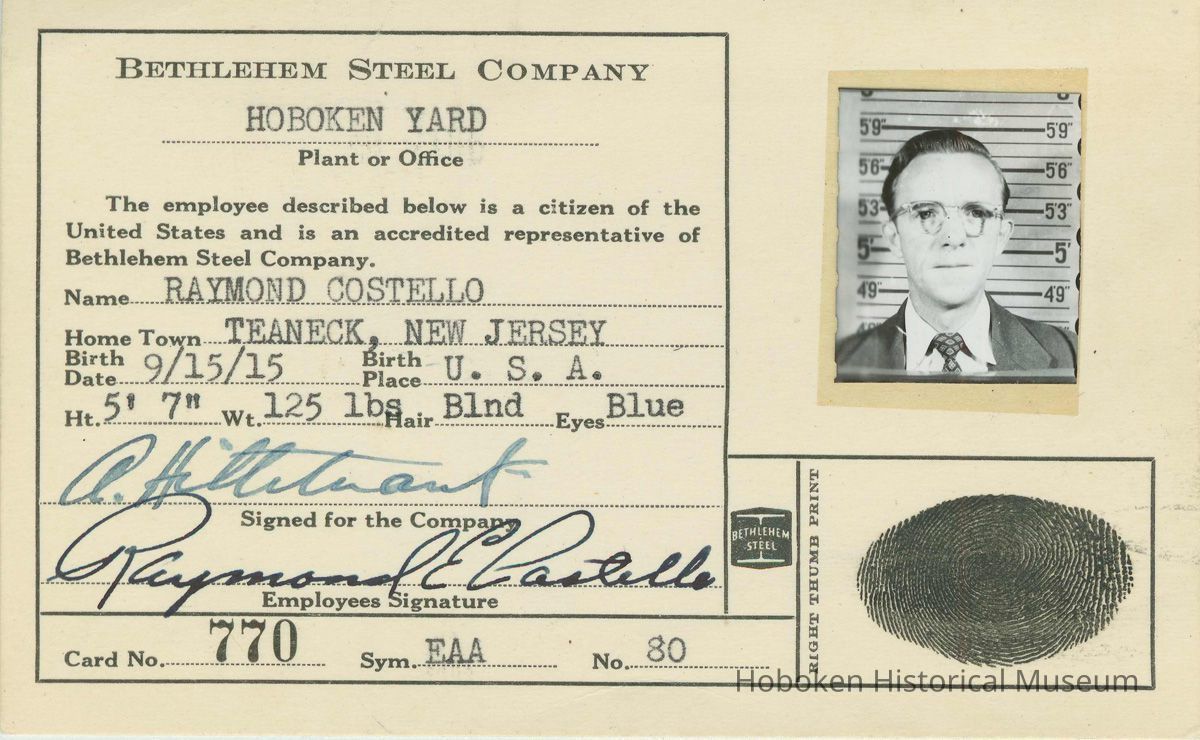 BETHLEHEM STEEL COMPANY
HOBOKEN YARD
Plant or Office
The employee described below is a citizen of the
United States and is an accredited representative of
Bethlehem Steel Company.
Name RAYMOND COSTELLO
Home Town TEANECK, NEW JERSEY
Birth Date 9/15/15 Birth Place U. S. A.
Ht. 5' 7" Wt. 125 lbs Hair Blnd Eyes Blue
A.
Signed for the Company
Raymond E Costello
Employees Signature
Card No. 770 Sym. EAA No. 80
5'9" 5'9"
5'6" 5'6"
5'3 5'3"
5' 5'
4'9" 4'9"
BETHLEHEM
STEEL
RIGHT THUMB PRINT
Hoboken Historical Museum